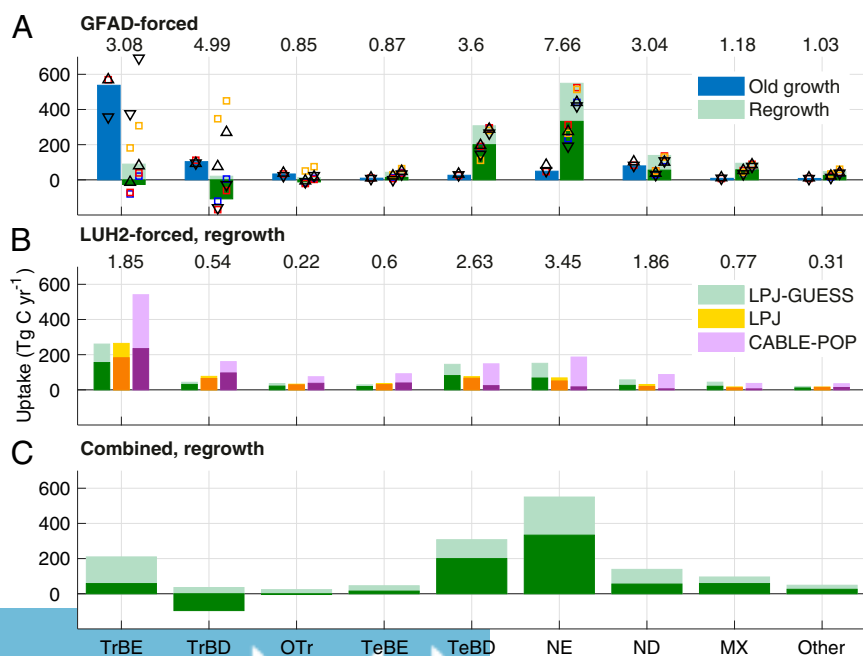 A GFAD-forced
3.08 4.99 0.85 0.87 3.6 7.66 3.04 1.18 1.03
600
400
200
0
Old growth
Regrowth
B LUH2-forced, regrowth
1.85 0.54 0.22 0.6 2.63 3.45 1.86 0.77 0.31
600
400
200
0
LPJ-GUESS
LPJ
CABLE-POP
Uptake (Tg C yr⁻¹)
C Combined, regrowth
600
400
200
0
TrBE TrBD OTr TeBE TeBD NE ND MX Other